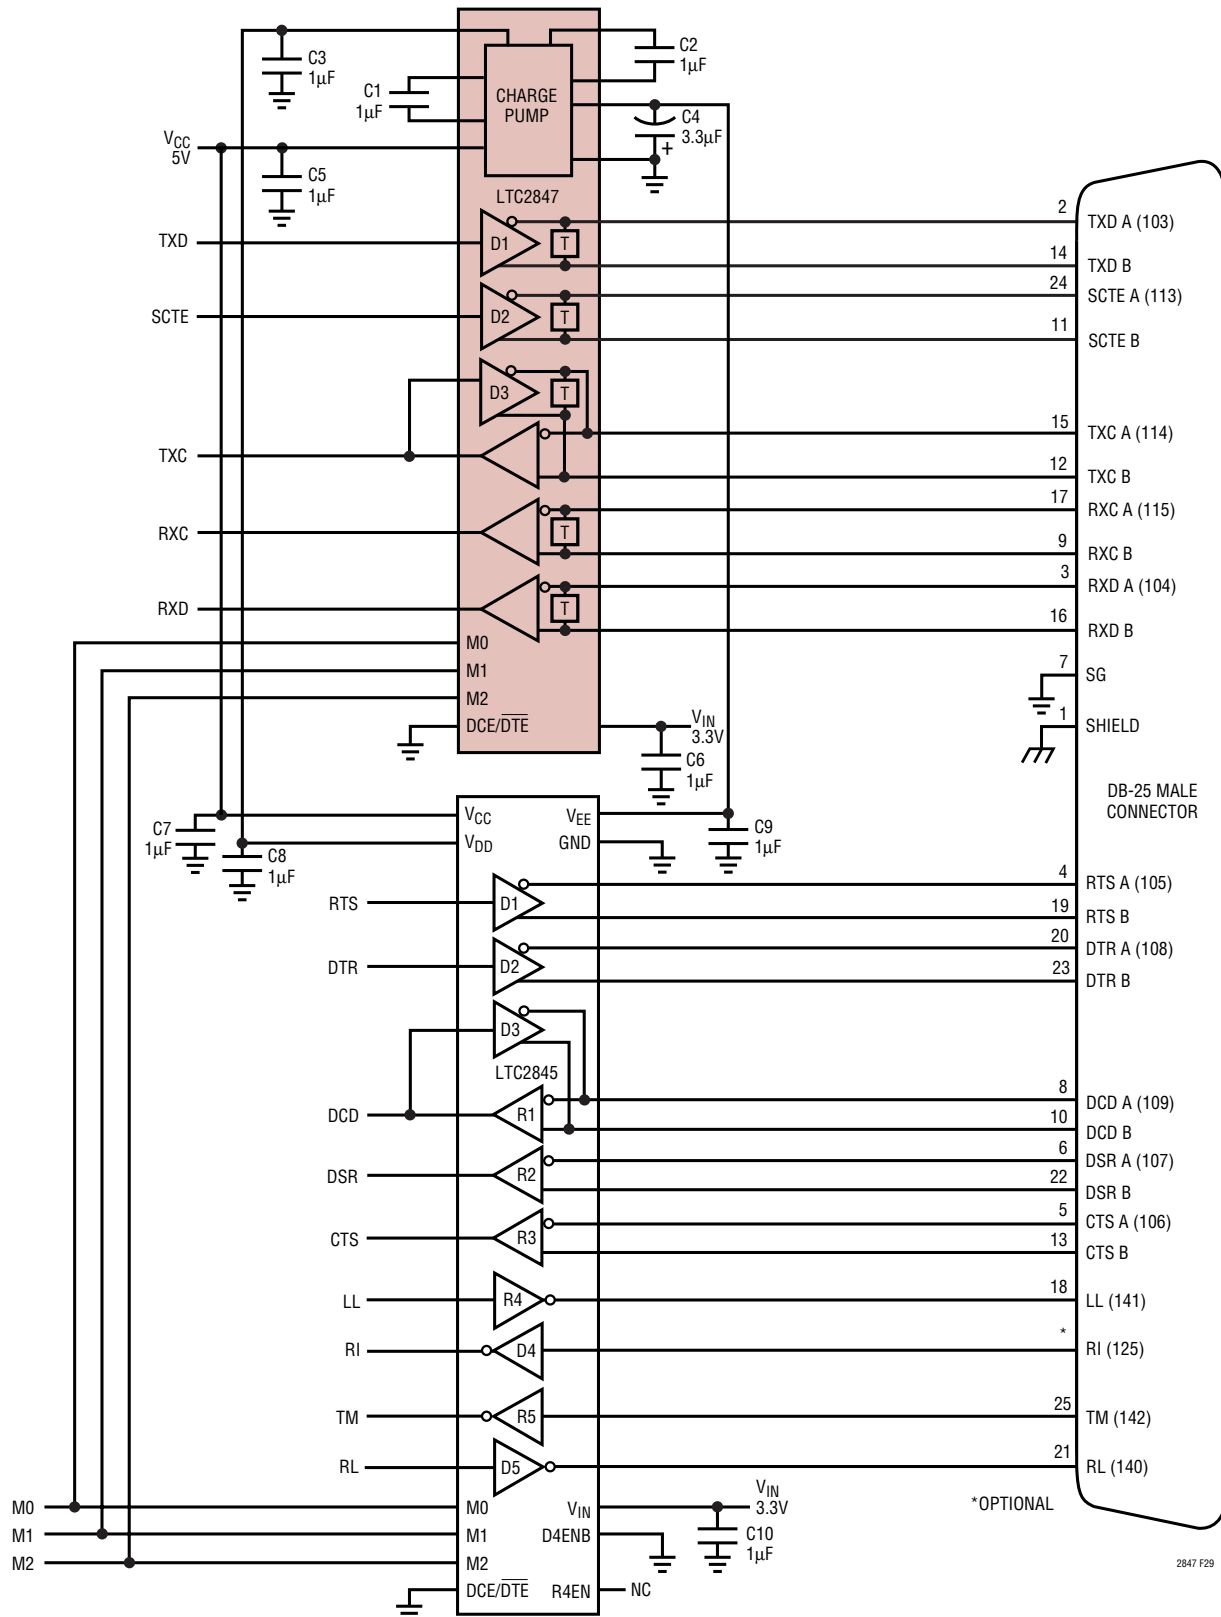 C3
1µF
C1
1µF
CHARGE
PUMP
C2
1µF
C4
3.3µF
+
VCC
5V
C5
1µF
LTC2847
TXD
D1
T
2
TXD A (103)
14
TXD B
SCTE
D2
T
24
SCTE A (113)
11
SCTE B
D3
T
TXC
15
TXC A (114)
12
TXC B
RXC
T
17
RXC A (115)
9
RXC B
RXD
T
3
RXD A (104)
16
RXD B
M0
M1
M2
DCE/DTE
VIN
3.3V
C6
1µF
7
SG
1
SHIELD
DB-25 MALE
CONNECTOR
C7
1µF
C8
1µF
VCC
VDD
VEE
GND
C9
1µF
RTS
D1
4
RTS A (105)
19
RTS B
DTR
D2
20
DTR A (108)
23
DTR B
D3
LTC2845
DCD
R1
8
DCD A (109)
10
DCD B
DSR
R2
6
DSR A (107)
22
DSR B
CTS
R3
5
CTS A (106)
13
CTS B
LL
R4
18
LL (141)
RI
D4
*
RI (125)
TM
R5
25
TM (142)
RL
D5
21
RL (140)
*OPTIONAL
M0
M1
M2
M0
M1
M2
DCE/DTE
VIN
D4ENB
R4EN
NC
VIN
3.3V
C10
1µF
2847 F29